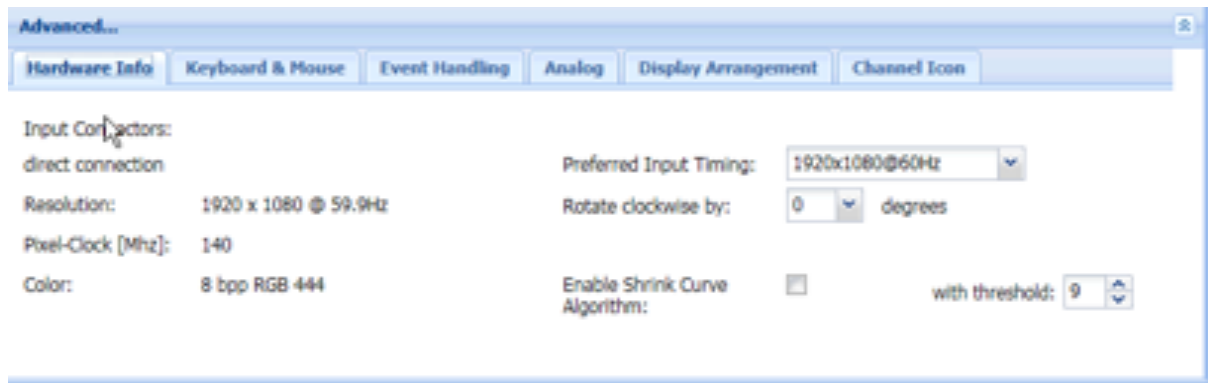 Advanced...
Hardware Info Keyboard & Mouse Event Handling Analog Display Arrangement Channel Icon
Input Connectors:
direct connection Preferred Input Timing: 1920x1080@60Hz
Resolution: 1920 x 1080 @ 59.9Hz Rotate clockwise by: 0 degrees
Pixel-Clock [Mhz]: 140
Color: 8 bpp RGB 444 Enable Shrink Curve with threshold: 9
Algorithm: